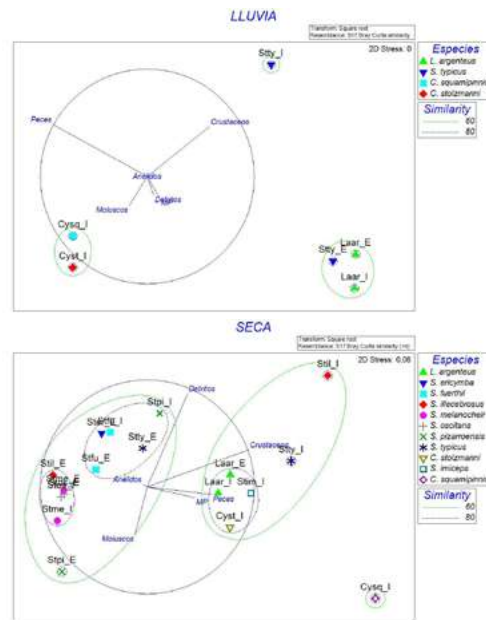 LLUVIA
Transform: Square root
Resemblance: S17 Bray Curtis similarity
2D Stress: 0
Stty_I
Peces
Crustaceos
Anelidos
Detritos
Moluscos
Cysq_I
Cyst_I
Stty_E
Laar_E
Laar_I
Especies
L. argenteus
S. typicus
C. squamipinnis
C. stolzmanni
Similarity
60
80
SECA
Transform: Square root
Resemblance: S17 Bray Curtis similarity
2D Stress: 0,06
Stil_I
Stpi_I
Detritos
Stty_E
Stfu_E
Crustaceos
Stty_I
Stil_E
Anelidos
Laar_E
Laar_I
Peces
MP
Stim_I
Stme_I
Cyst_I
Moluscos
Stpi_E
Cysq_I
Especies
L. argenteus
S. ericymba
S. fuerthii
S. illecebrosus
S. melanocheir
S. oscitans
S. pizarroensis
S. typicus
C. stolzmanni
S. imiceps
C. squamipinnis
Similarity
60
80